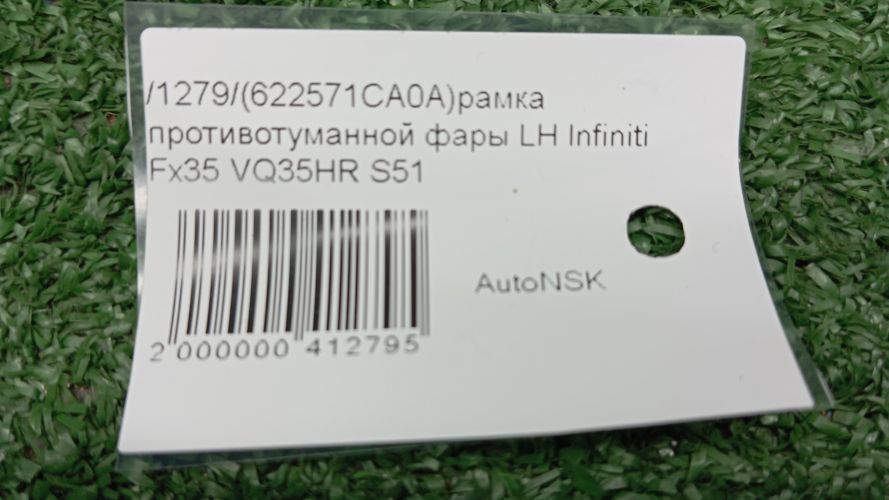 /1279/(622571CA0A)рамка
противотуманной фары LH Infiniti
Fx35 VQ35HR S51
AutoNSK
2 000000 412795